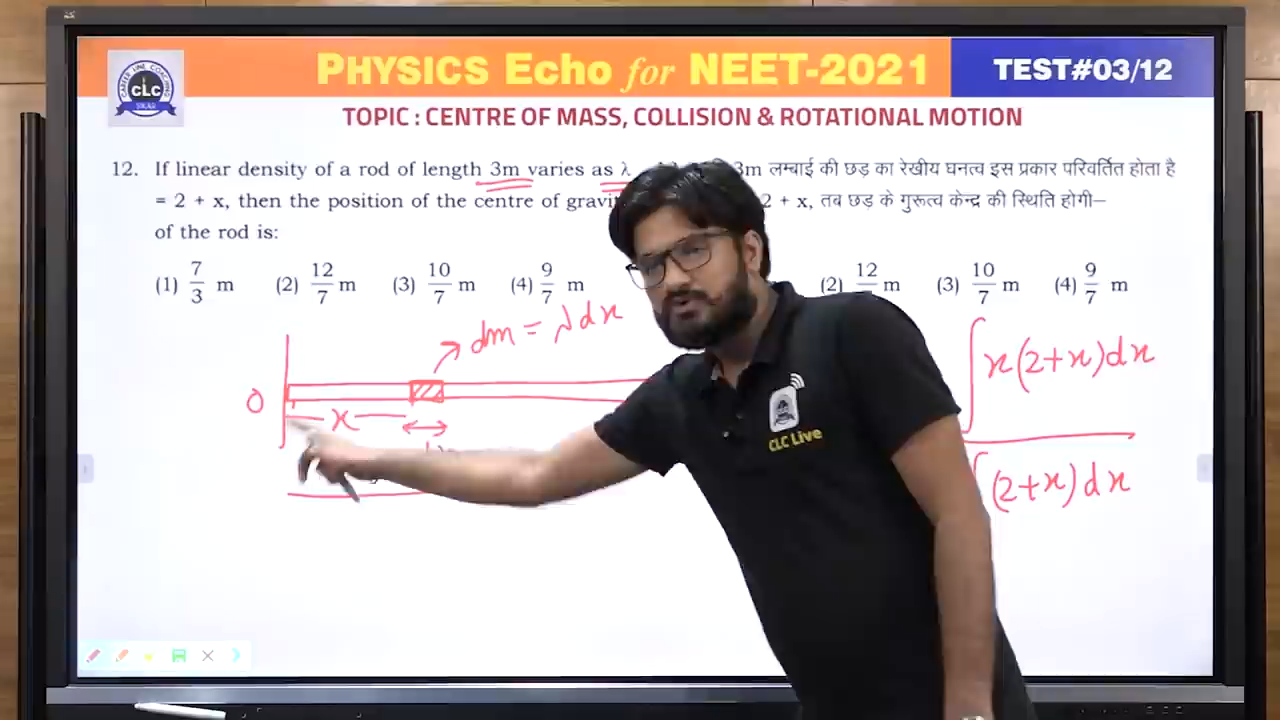 PHYSICS Echo for NEET-2021
TEST#03/12
CLC
TOPIC : CENTRE OF MASS, COLLISION & ROTATIONAL MOTION
12. If linear density of a rod of length 3m varies as λ
= 2 + x, then the position of the centre of
of the rod is:
(1) 7/3 m (2) 12/7 m (3) 10/7 m (4) 9/7 m
3m लम्बाई की छड़ का रेखीय घनत्व इस प्रकार परिवर्तित होता है
2 + x, तब छड़ के गुरूत्व केन्द्र की स्थिति होगी–
(2) 12/7 m (3) 10/7 m (4) 9/7 m
dm = λdx
0
x
∫x(2+x)dx
∫(2+x)dx
CLC Live